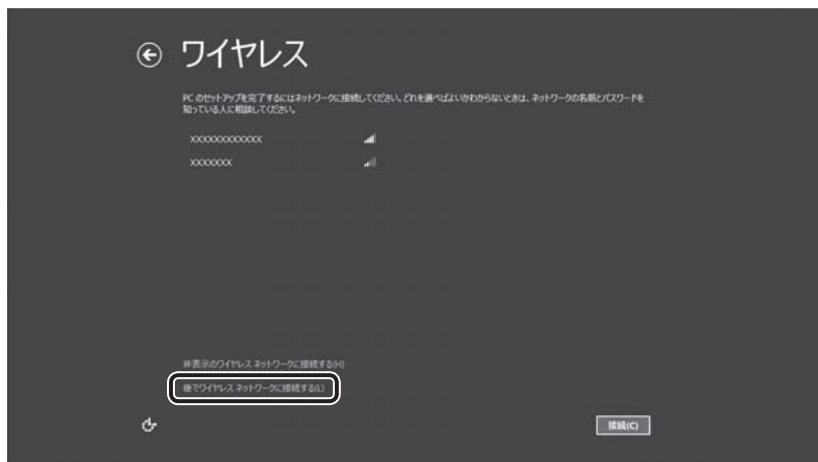 ワイヤレス
PC のセットアップを完了するにはネットワークに接続してください。どれを選べばよいかわからないときは、ネットワークの名前とパスワードを
知っている人に相談してください。
XXXXXXXXXXXX
XXXXXXX
非表示のワイヤレス ネットワークに接続する(H)
後でワイヤレス ネットワークに接続する(L)
接続(C)